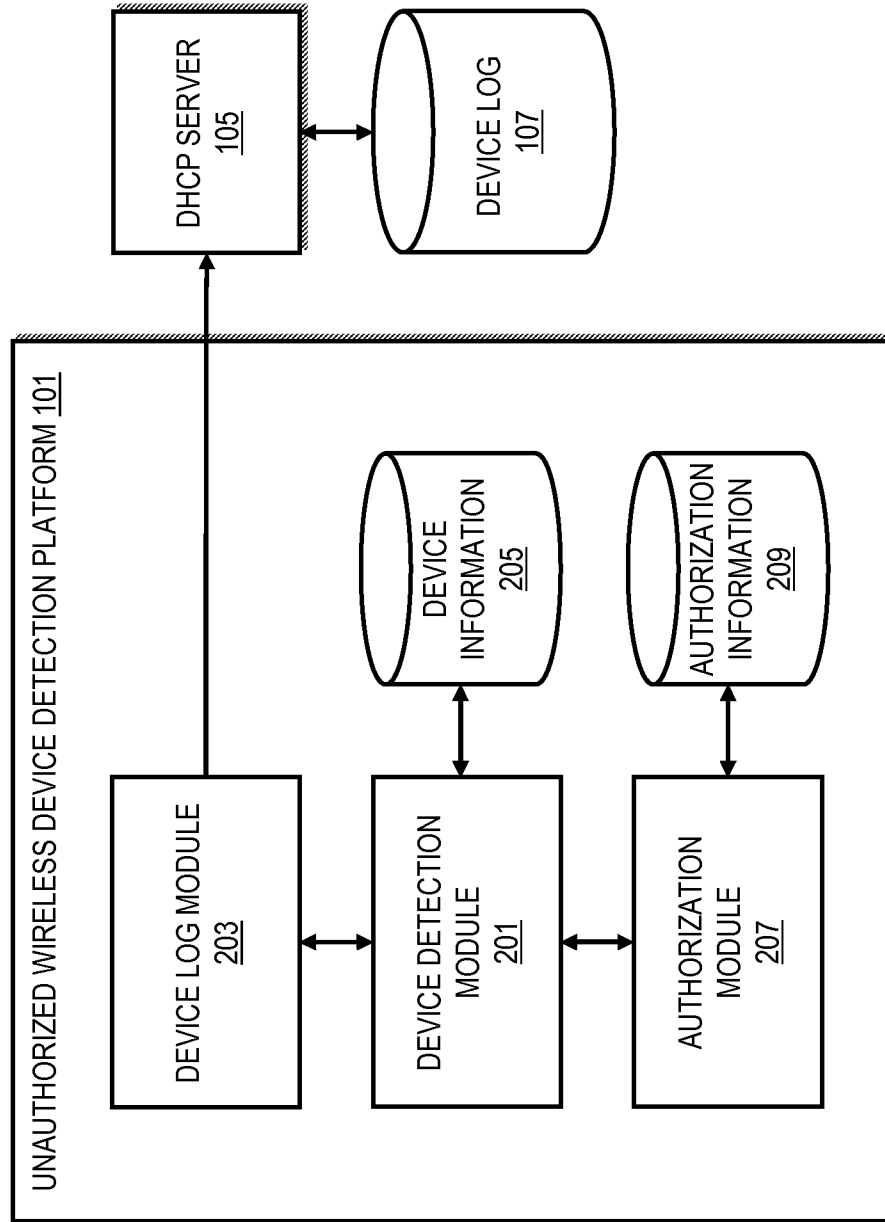 UNAUTHORIZED WIRELESS DEVICE DETECTION PLATFORM 101
DEVICE LOG MODULE
203
DHCP SERVER
105
DEVICE DETECTION
MODULE
201
DEVICE
INFORMATION
205
DEVICE LOG
107
AUTHORIZATION
MODULE
207
AUTHORIZATION
INFORMATION
209